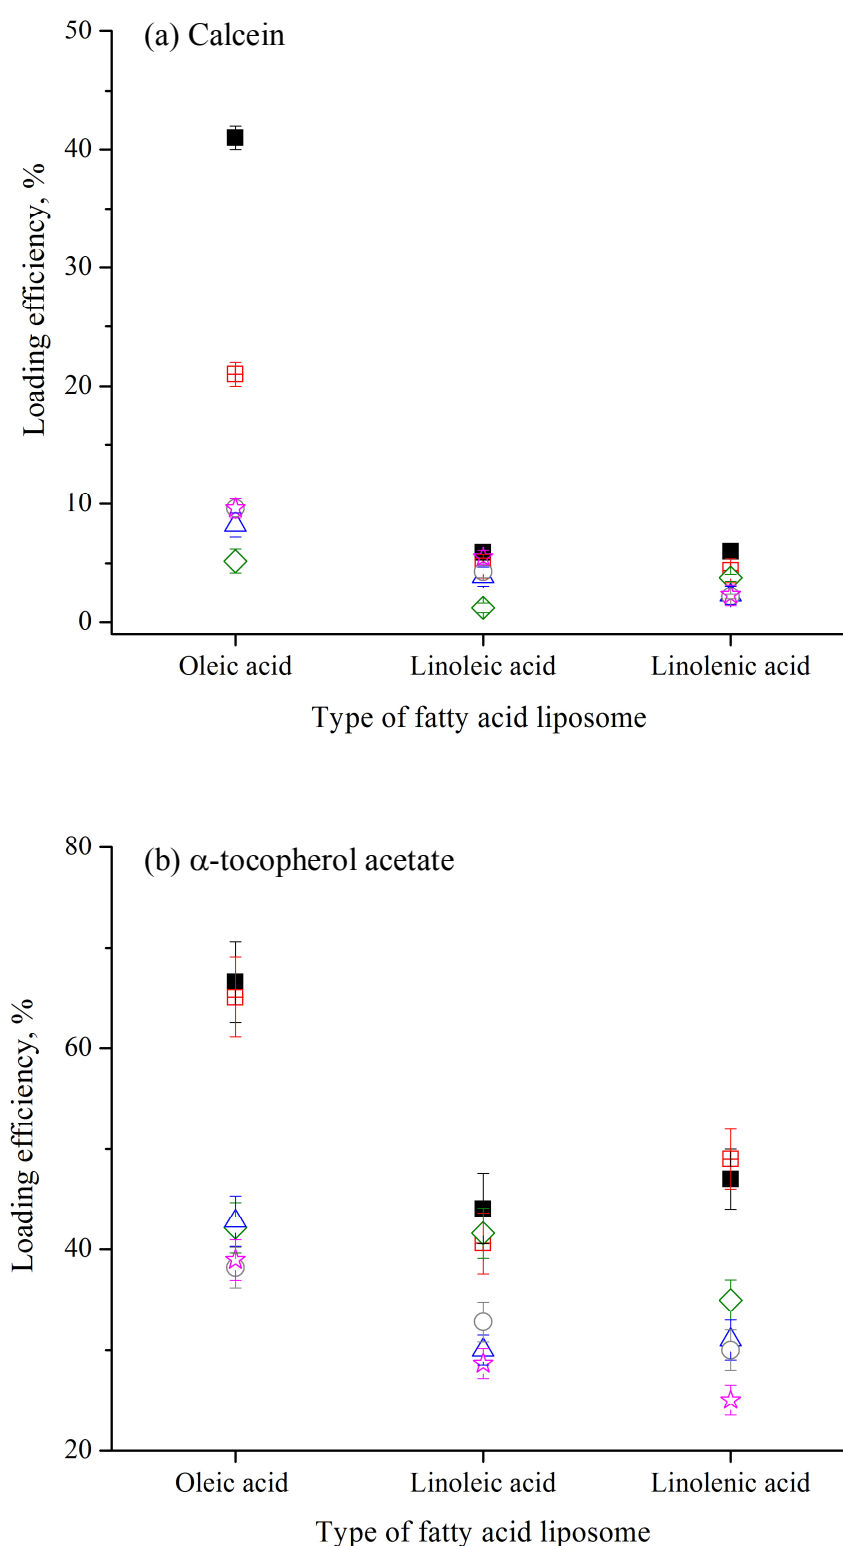 (a) Calcein
50
40
30
20
10
0
Loading efficiency, %
Oleic acid Linoleic acid Linolenic acid
Type of fatty acid liposome
(b) α-tocopherol acetate
80
60
40
20
Loading efficiency, %
Oleic acid Linoleic acid Linolenic acid
Type of fatty acid liposome